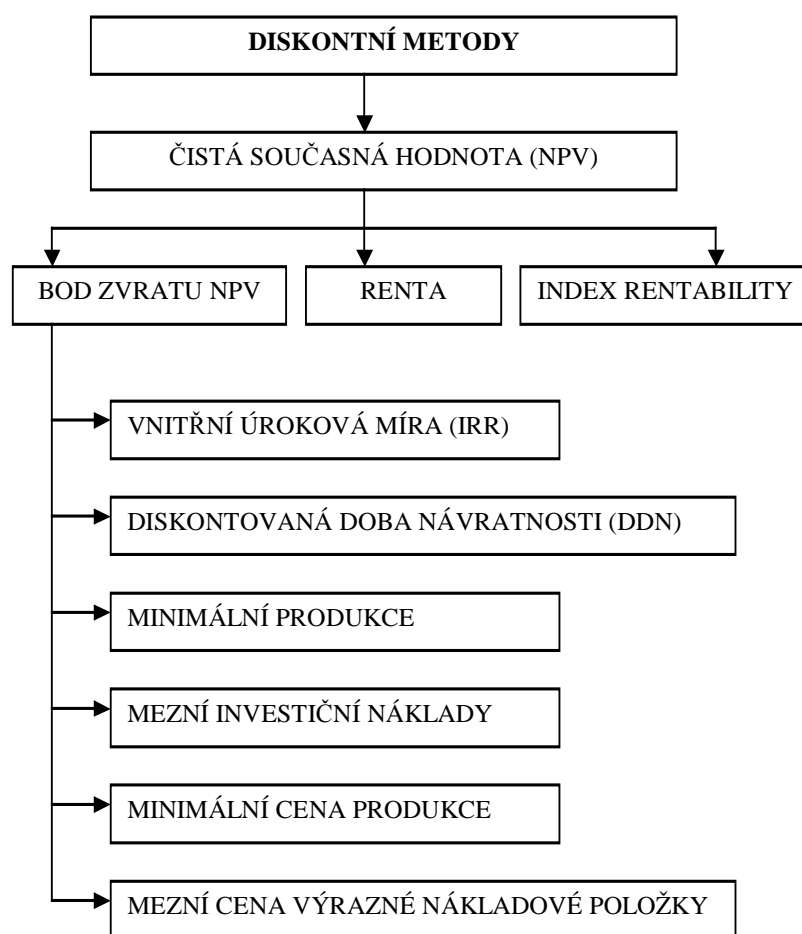 DISKONTNÍ METODY
ČISTÁ SOUČASNÁ HODNOTA (NPV)
BOD ZVRATU NPV
RENTA
INDEX RENTABILITY
VNITŘNÍ ÚROKOVÁ MÍRA (IRR)
DISKONTOVANÁ DOBA NÁVRATNOSTI (DDN)
MINIMÁLNÍ PRODUKCE
MEZNÍ INVESTIČNÍ NÁKLADY
MINIMÁLNÍ CENA PRODUKCE
MEZNÍ CENA VÝRAZNÉ NÁKLADOVÉ POLOŽKY